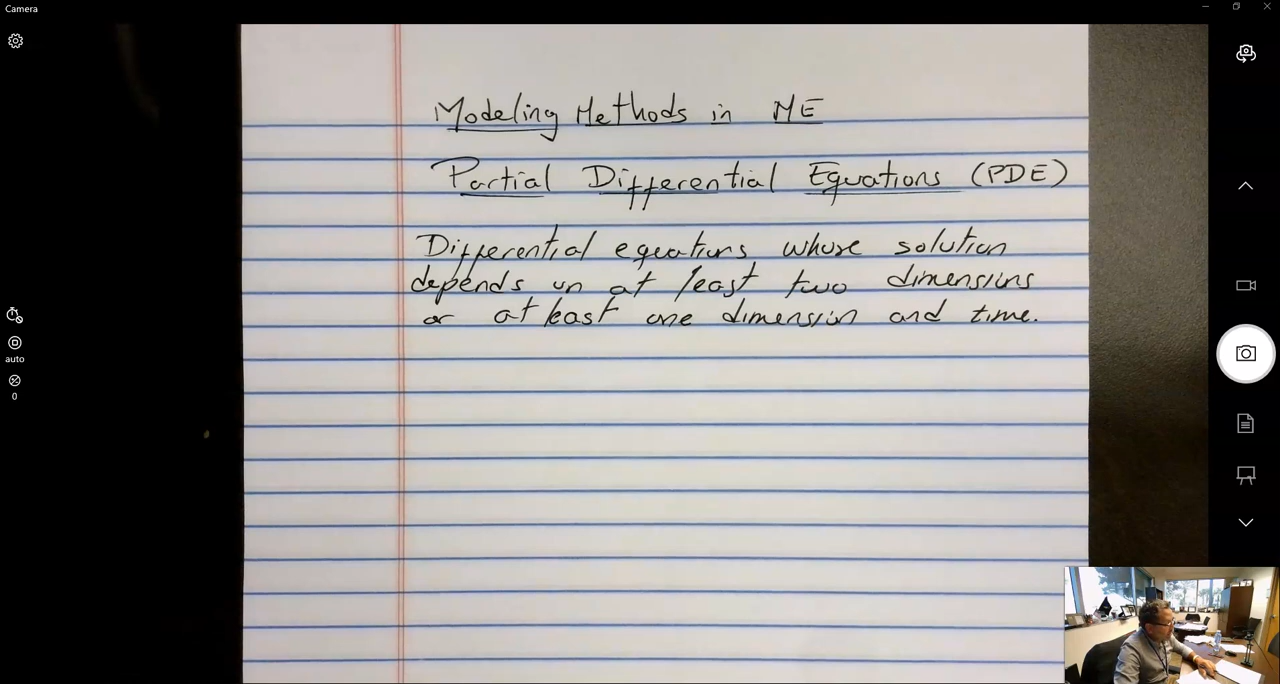 Camera
Modeling Methods in ME
Partial Differential Equations (PDE)
Differential equations whose solution
depends on at least two dimensions
or at least one dimension and time.
auto
0